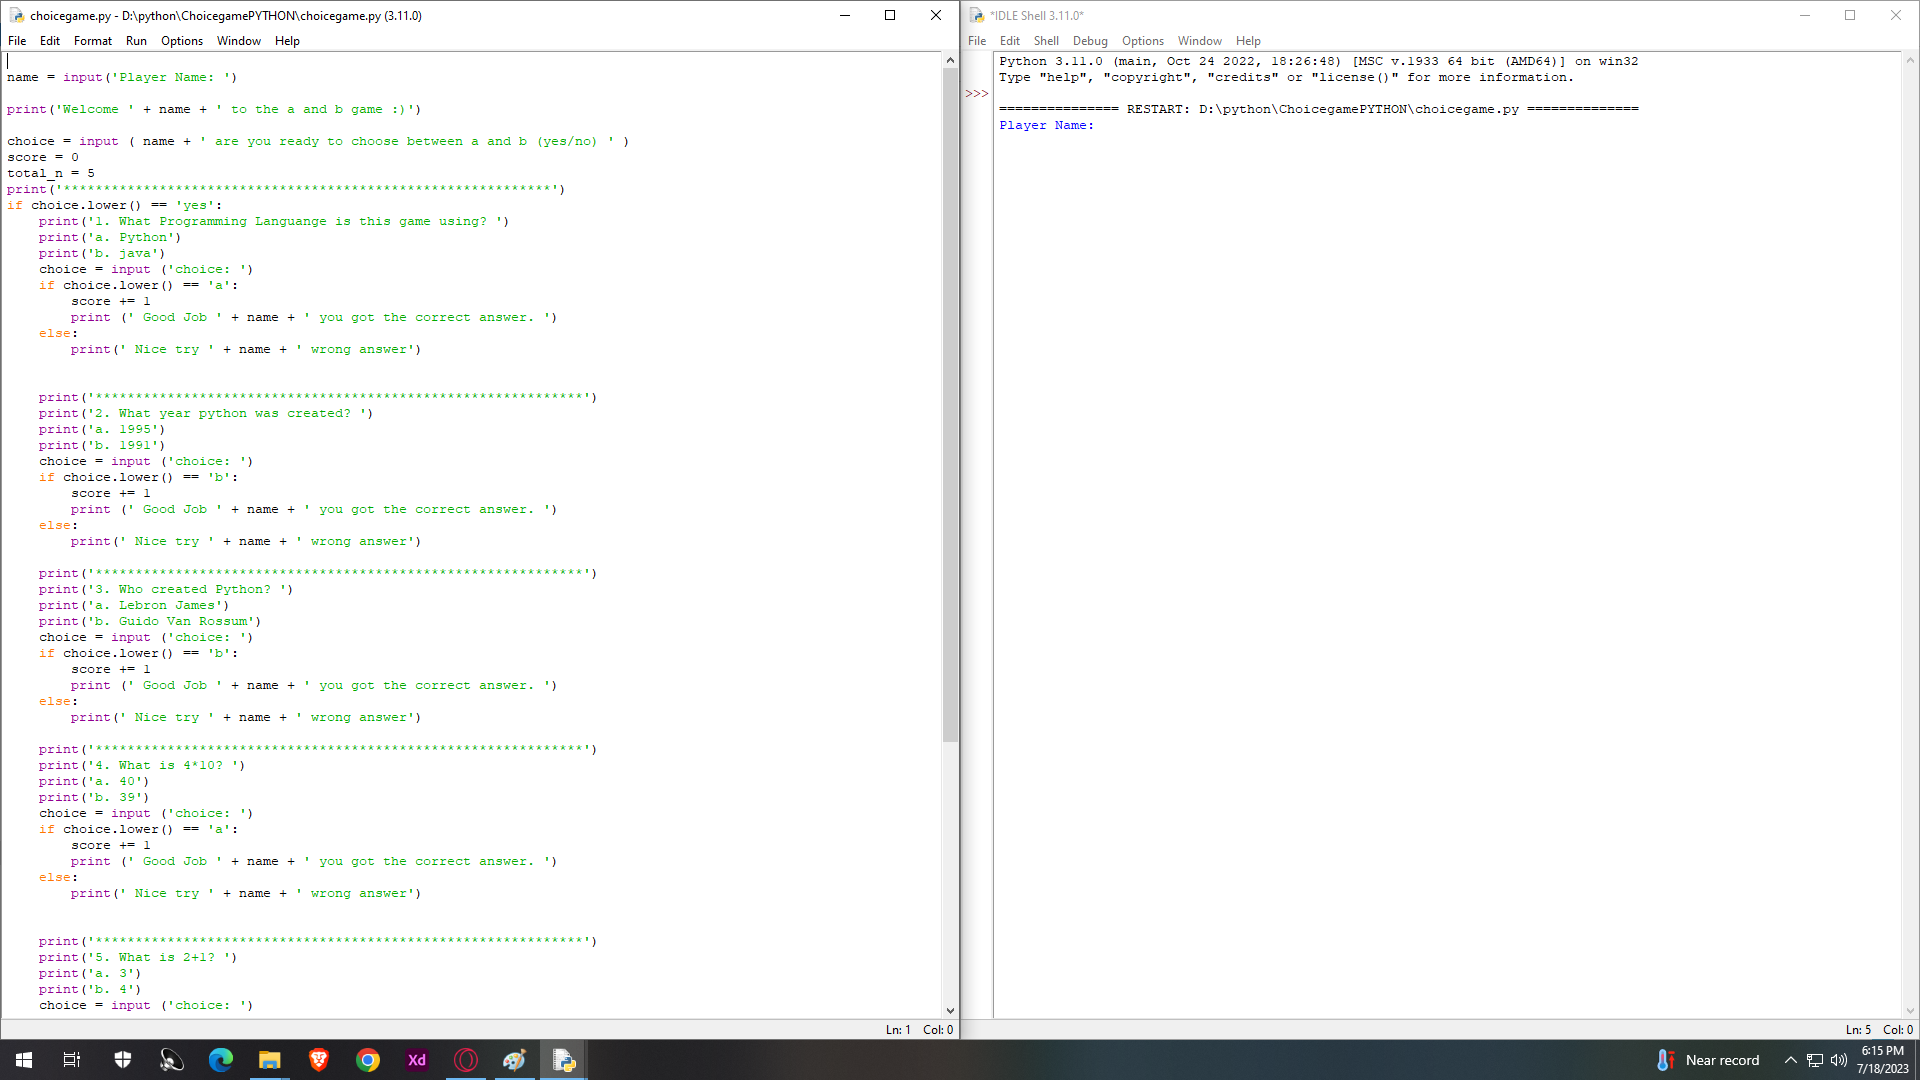 choicegame.py - D:\python\ChoicegamePYTHON\choicegame.py (3.11.0)
File Edit Format Run Options Window Help
name = input('Player Name: ')
print('Welcome ' + name + ' to the a and b game :)')
choice = input ( name + ' are you ready to choose between a and b (yes/no) ' )
score = 0
total_n = 5
print('*************************************************************')
if choice.lower() == 'yes':
    print('1. What Programming Languange is this game using? ')
    print('a. Python')
    print('b. java')
    choice = input ('choice: ')
    if choice.lower() == 'a':
        score += 1
        print (' Good Job ' + name + ' you got the correct answer. ')
    else:
        print(' Nice try ' + name + ' wrong answer')
    print('*************************************************************')
    print('2. What year python was created? ')
    print('a. 1995')
    print('b. 1991')
    choice = input ('choice: ')
    if choice.lower() == 'b':
        score += 1
        print (' Good Job ' + name + ' you got the correct answer. ')
    else:
        print(' Nice try ' + name + ' wrong answer')
    print('*************************************************************')
    print('3. Who created Python? ')
    print('a. Lebron James')
    print('b. Guido Van Rossum')
    choice = input ('choice: ')
    if choice.lower() == 'b':
        score += 1
        print (' Good Job ' + name + ' you got the correct answer. ')
    else:
        print(' Nice try ' + name + ' wrong answer')
    print('*************************************************************')
    print('4. What is 4*10? ')
    print('a. 40')
    print('b. 39')
    choice = input ('choice: ')
    if choice.lower() == 'a':
        score += 1
        print (' Good Job ' + name + ' you got the correct answer. ')
    else:
        print(' Nice try ' + name + ' wrong answer')
    print('*************************************************************')
    print('5. What is 2+1? ')
    print('a. 3')
    print('b. 4')
    choice = input ('choice: ')
Ln: 1 Col: 0
*IDLE Shell 3.11.0*
File Edit Shell Debug Options Window Help
Python 3.11.0 (main, Oct 24 2022, 18:26:48) [MSC v.1933 64 bit (AMD64)] on win32
Type "help", "copyright", "credits" or "license()" for more information.
>>>
=============== RESTART: D:\python\ChoicegamePYTHON\choicegame.py ==============
Player Name:
Ln: 5 Col: 0
Xd
Near record
6:15 PM
7/18/2023